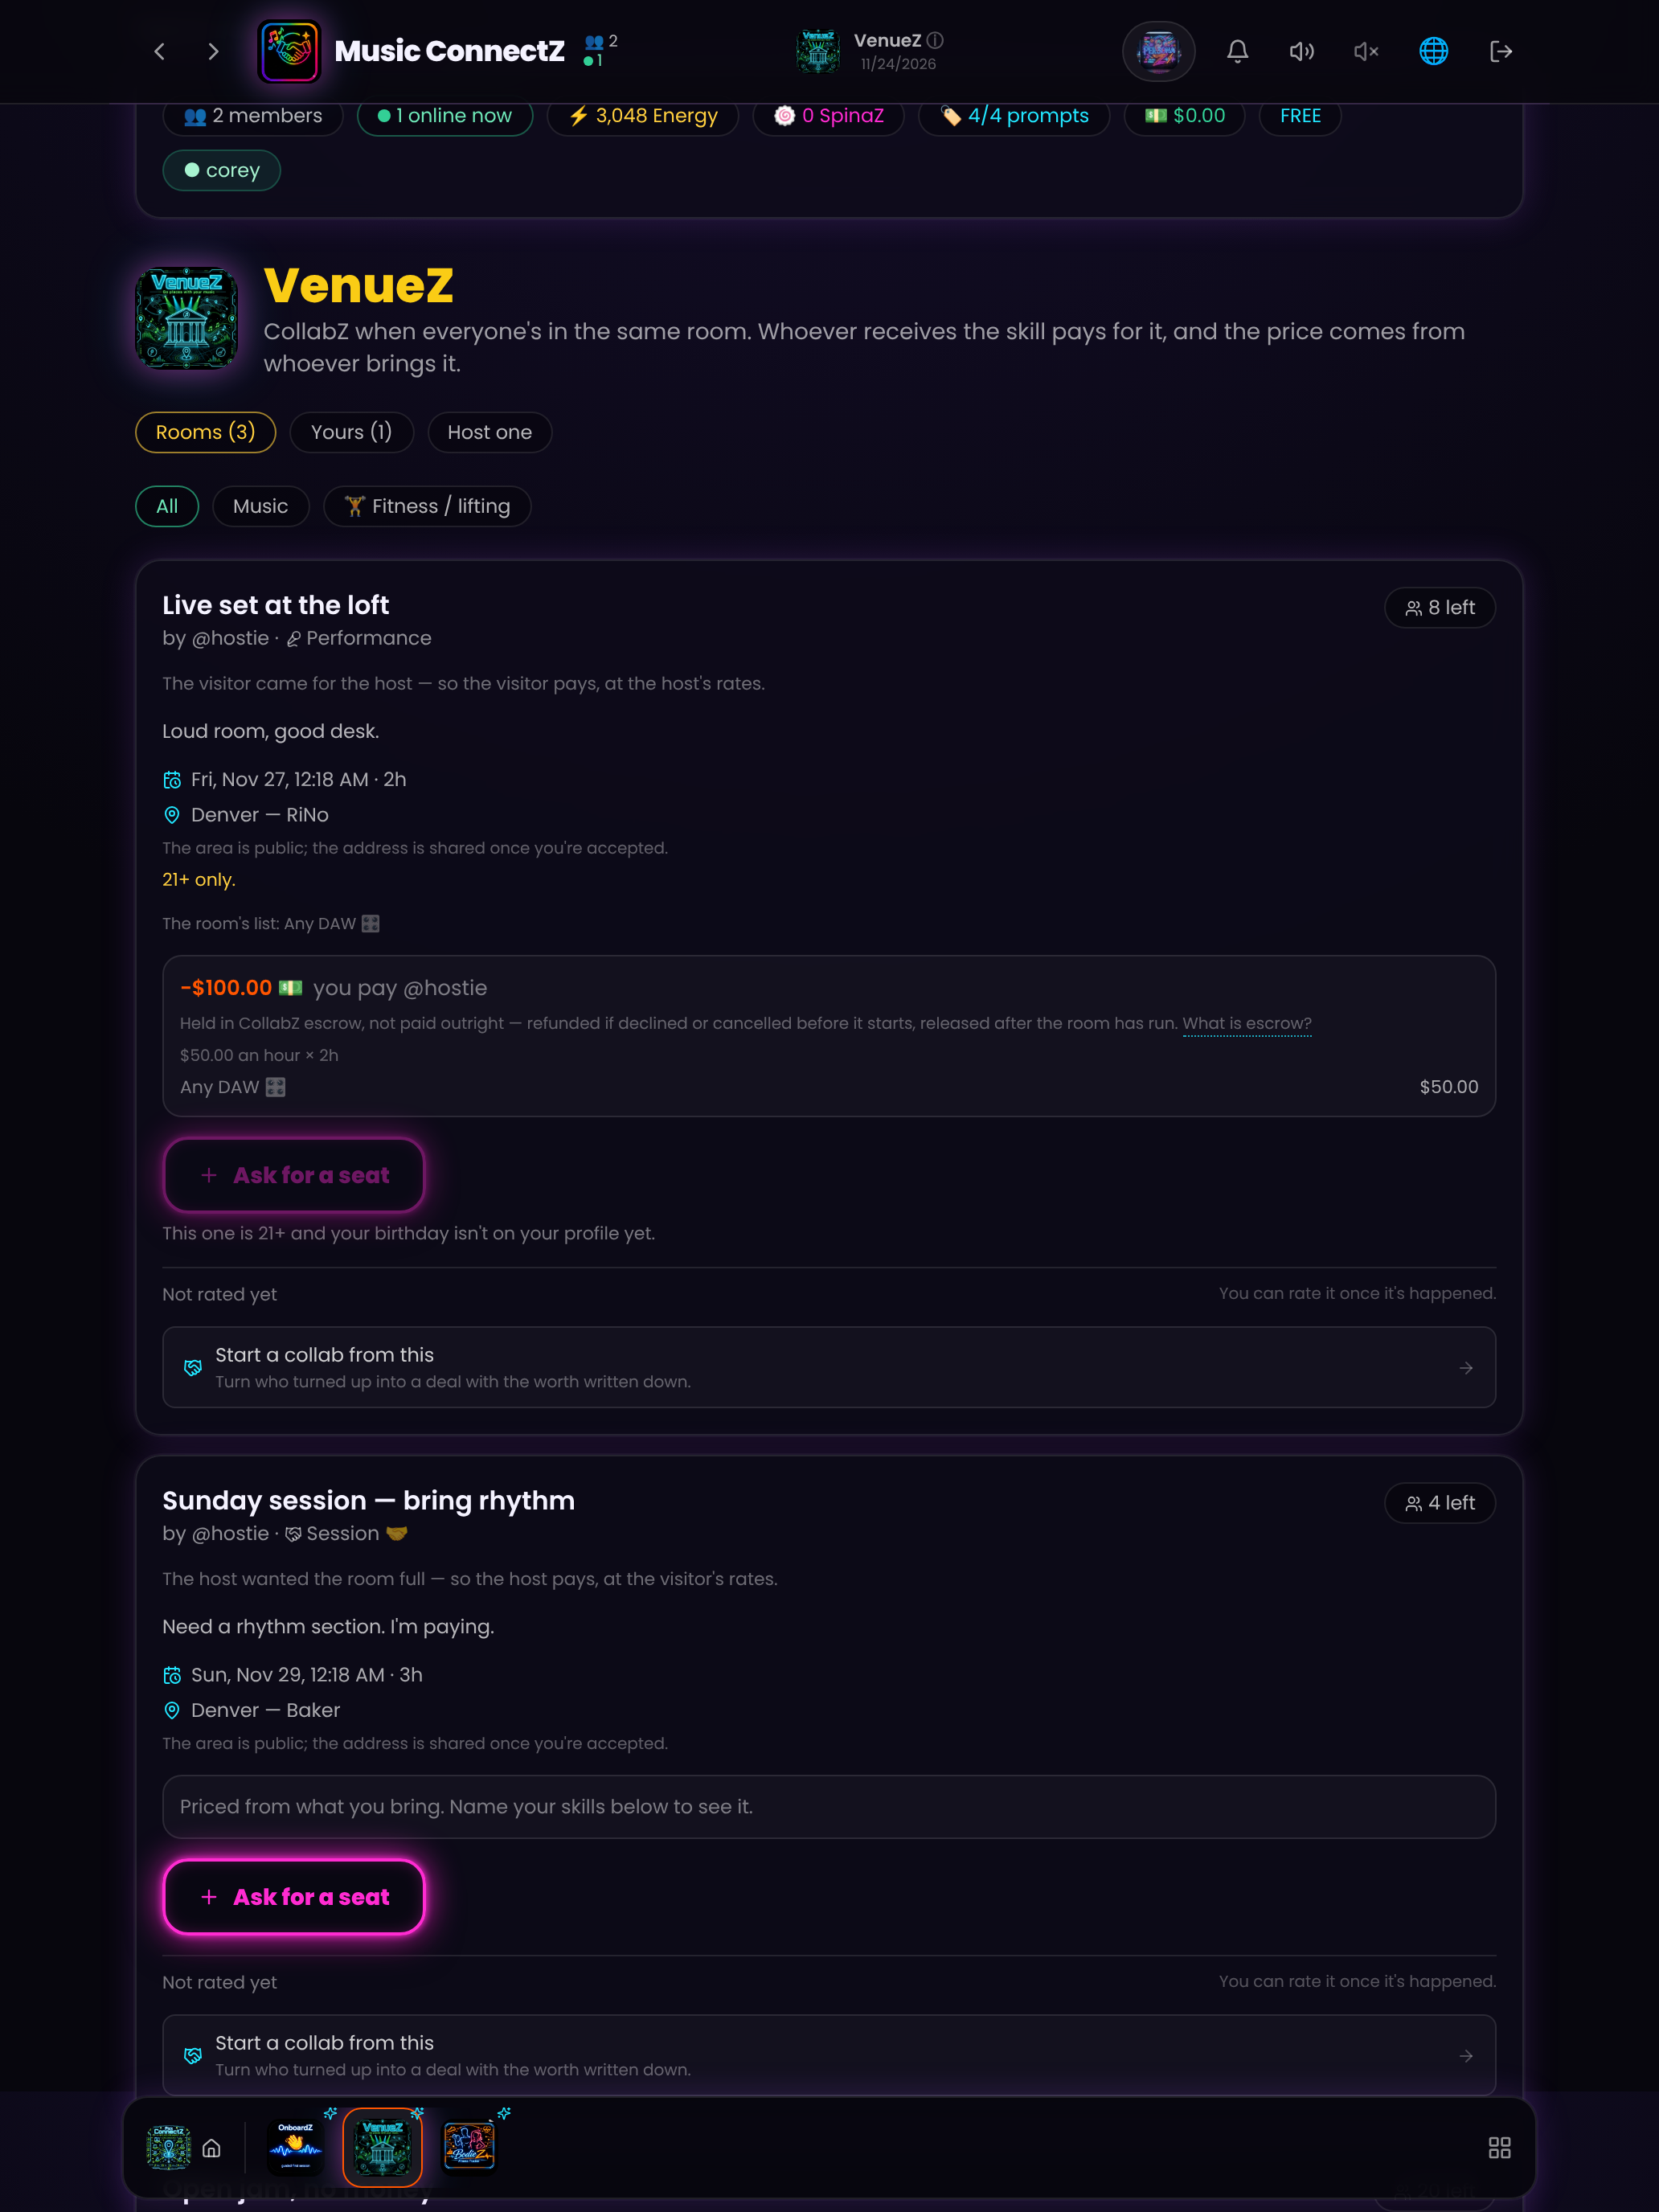 Music ConnectZ
👥 2
1
VenueZ
11/24/2026
👥 2 members
1 online now
⚡ 3,048 Energy
🍥 0 SpinaZ
🏷️ 4/4 prompts
💵 $0.00
FREE
corey
VenueZ
VenueZ
CollabZ when everyone's in the same room. Whoever receives the skill pays for it, and the price comes from
whoever brings it.
Rooms (3)
Yours (1)
Host one
All
Music
🏋️ Fitness / lifting
Live set at the loft
8 left
by @hostie · Performance
The visitor came for the host — so the visitor pays, at the host's rates.
Loud room, good desk.
Fri, Nov 27, 12:18 AM · 2h
Denver — RiNo
The area is public; the address is shared once you're accepted.
21+ only.
The room's list: Any DAW 🎛️
−$100.00 💵 you pay @hostie
Held in CollabZ escrow, not paid outright — refunded if declined or cancelled before it starts, released after the room has run. What is escrow?
$50.00 an hour × 2h
Any DAW 🎛️ $50.00
+ Ask for a seat
This one is 21+ and your birthday isn't on your profile yet.
Not rated yet
You can rate it once it's happened.
Start a collab from this
Turn who turned up into a deal with the worth written down.
Sunday session — bring rhythm
4 left
by @hostie · Session 🤝
The host wanted the room full — so the host pays, at the visitor's rates.
Need a rhythm section. I'm paying.
Sun, Nov 29, 12:18 AM · 3h
Denver — Baker
The area is public; the address is shared once you're accepted.
Priced from what you bring. Name your skills below to see it.
+ Ask for a seat
Not rated yet
You can rate it once it's happened.
Start a collab from this
Turn who turned up into a deal with the worth written down.
ConnectZ
OnboardZ
VenueZ
BodieZ
Open jam, no money